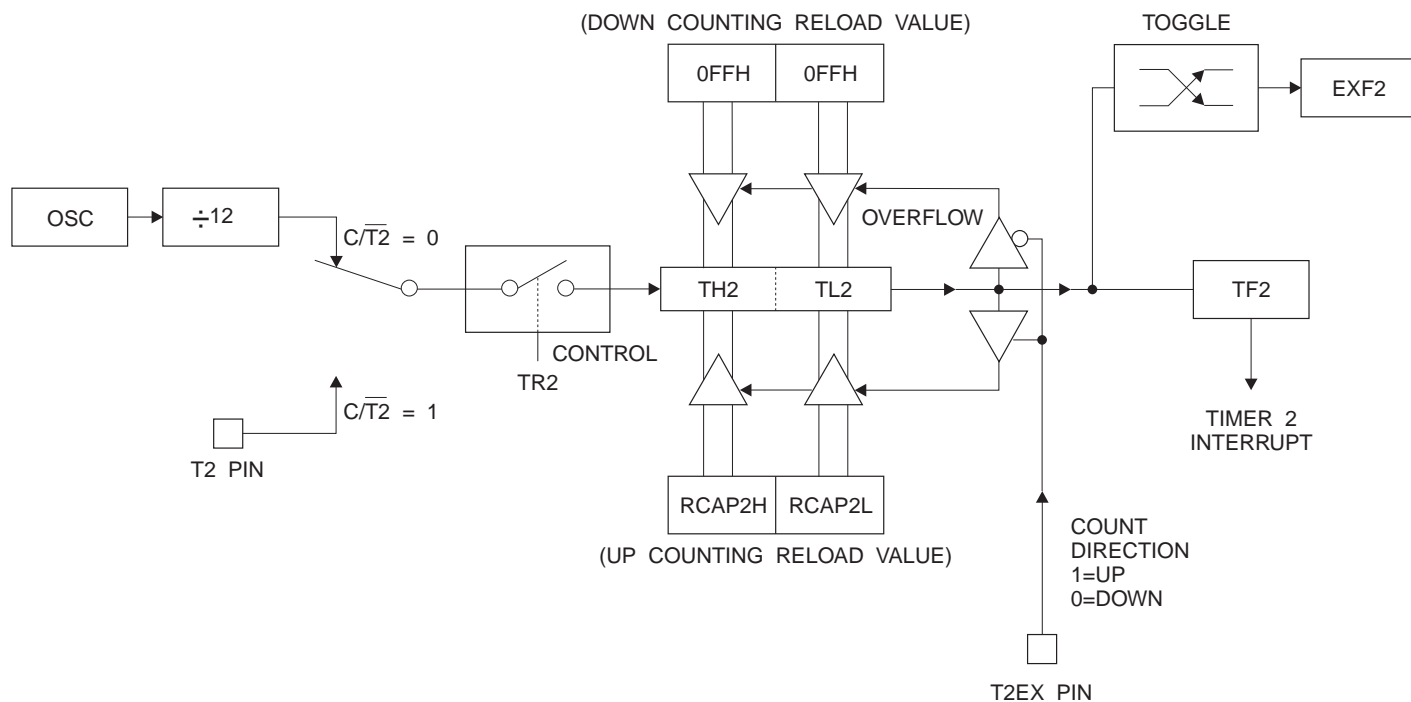 (DOWN COUNTING RELOAD VALUE)
TOGGLE
0FFH 0FFH
EXF2
OSC
÷12
OVERFLOW
C/T2̅ = 0
TH2 TL2
TF2
CONTROL
TR2
C/T2̅ = 1
TIMER 2
INTERRUPT
T2 PIN
RCAP2H RCAP2L
(UP COUNTING RELOAD VALUE)
COUNT
DIRECTION
1=UP
0=DOWN
T2EX PIN